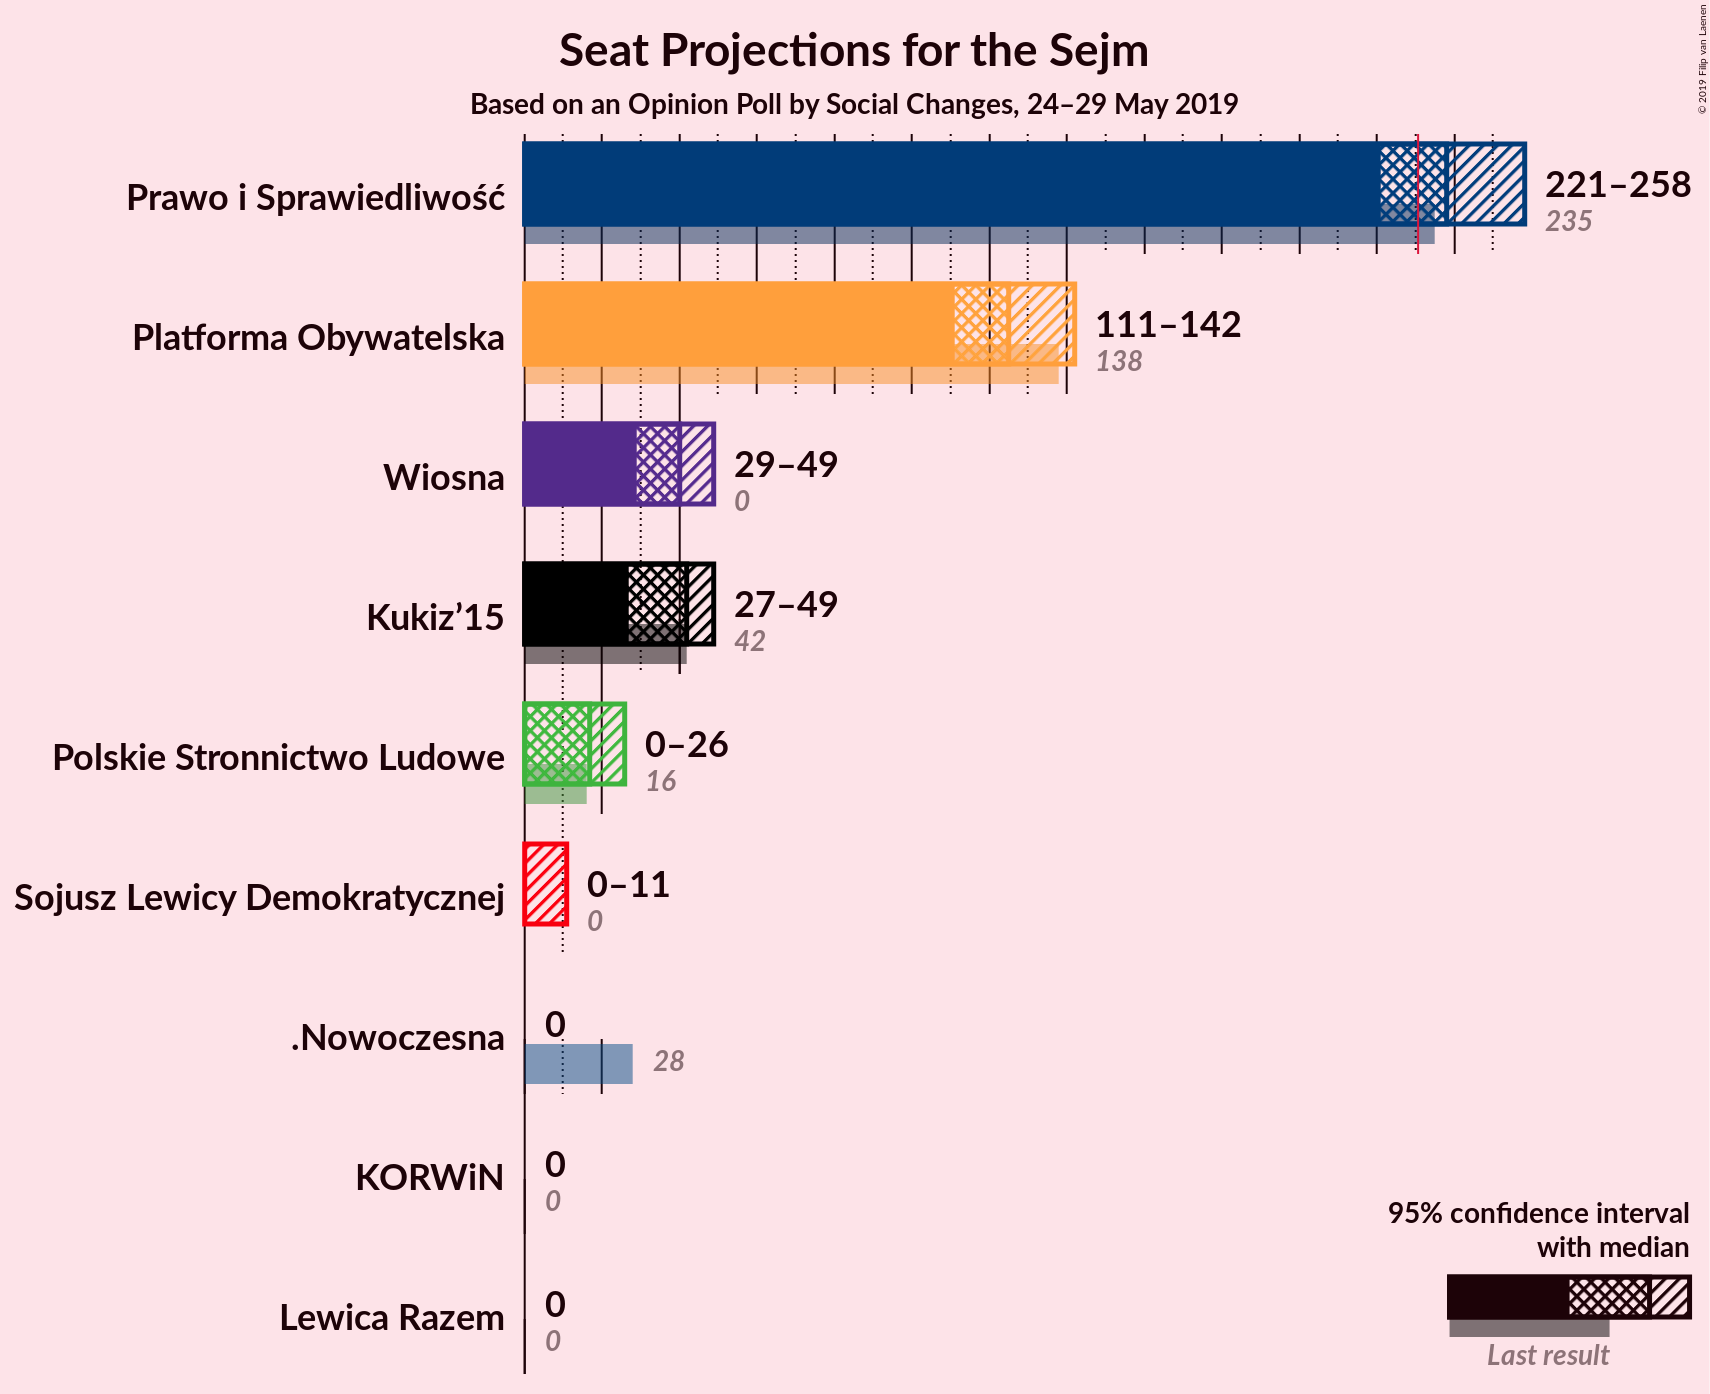 Seat Projections for the Sejm
Based on an Opinion Poll by Social Changes, 24–29 May 2019
© 2019 Filip van Laenen
Prawo i Sprawiedliwość
221–258
235
Platforma Obywatelska
111–142
138
Wiosna
29–49
0
Kukiz’15
27–49
42
Polskie Stronnictwo Ludowe
0–26
16
Sojusz Lewicy Demokratycznej
0–11
0
.Nowoczesna
0
28
KORWiN
0
0
Lewica Razem
0
0
95% confidence interval
with median
Last result